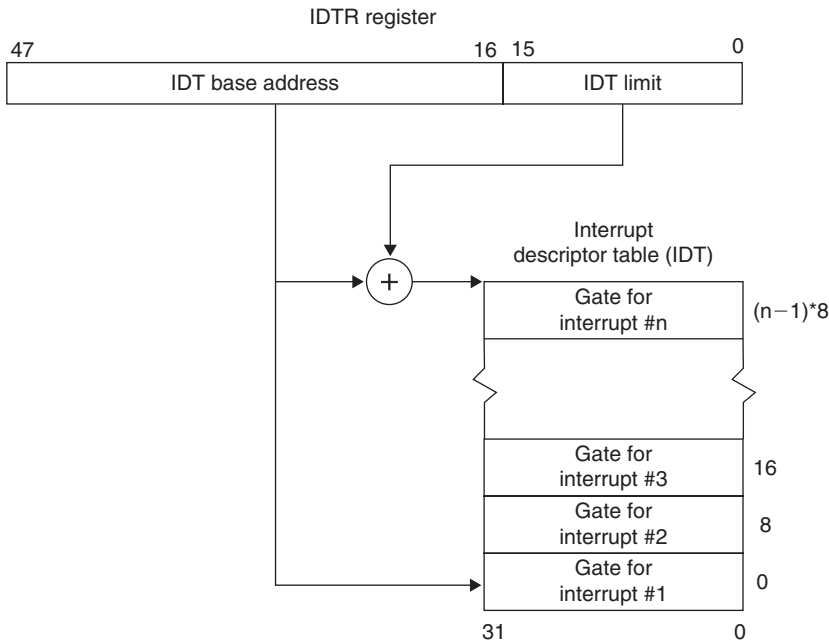 IDTR register
47 16 15 0
IDT base address IDT limit
Interrupt
descriptor table (IDT)
Gate for
interrupt #n
(n−1)*8
+
Gate for
interrupt #3
16
Gate for
interrupt #2
8
Gate for
interrupt #1
0
31 0